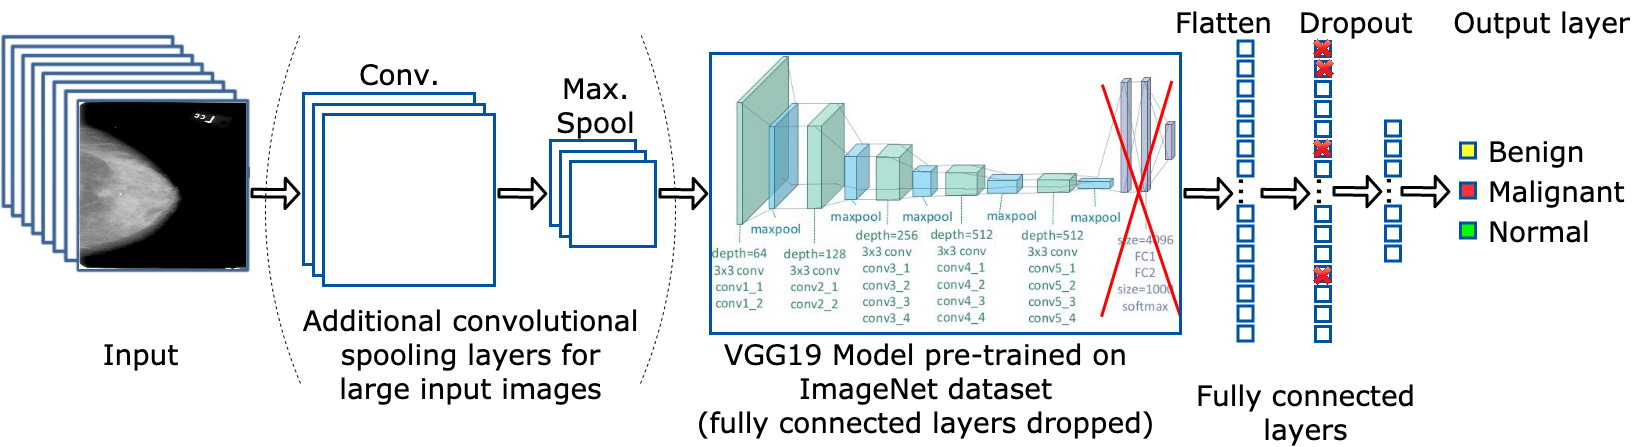 Flatten
Dropout
Output layer
Conv.
Max.
Spool
maxpool
maxpool
maxpool
maxpool
maxpool
depth=64
3x3 conv
conv1_1
conv1_2
depth=128
3x3 conv
conv2_1
conv2_2
depth=256
3x3 conv
conv3_1
conv3_2
conv3_3
conv3_4
depth=512
3x3 conv
conv4_1
conv4_2
conv4_3
conv4_4
depth=512
3x3 conv
conv5_1
conv5_2
conv5_3
conv5_4
size=4096
FC1
FC2
size=1000
softmax
Benign
Malignant
Normal
Input
Additional convolutional
spooling layers for
large input images
VGG19 Model pre-trained on
ImageNet dataset
(fully connected layers dropped)
Fully connected
layers